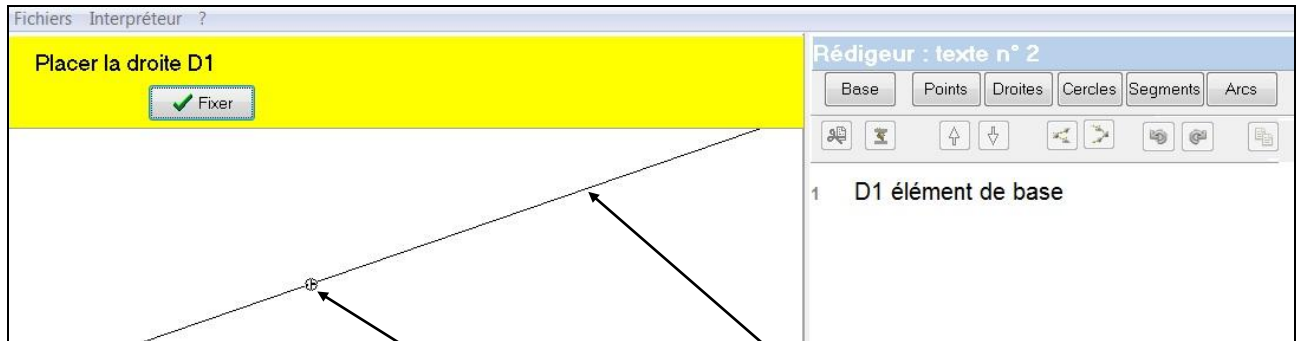 Fichiers Interpréteur ?
Placer la droite D1
Fixer
Rédigeur : texte n° 2
Base Points Droites Cercles Segments Arcs
1 D1 élément de base